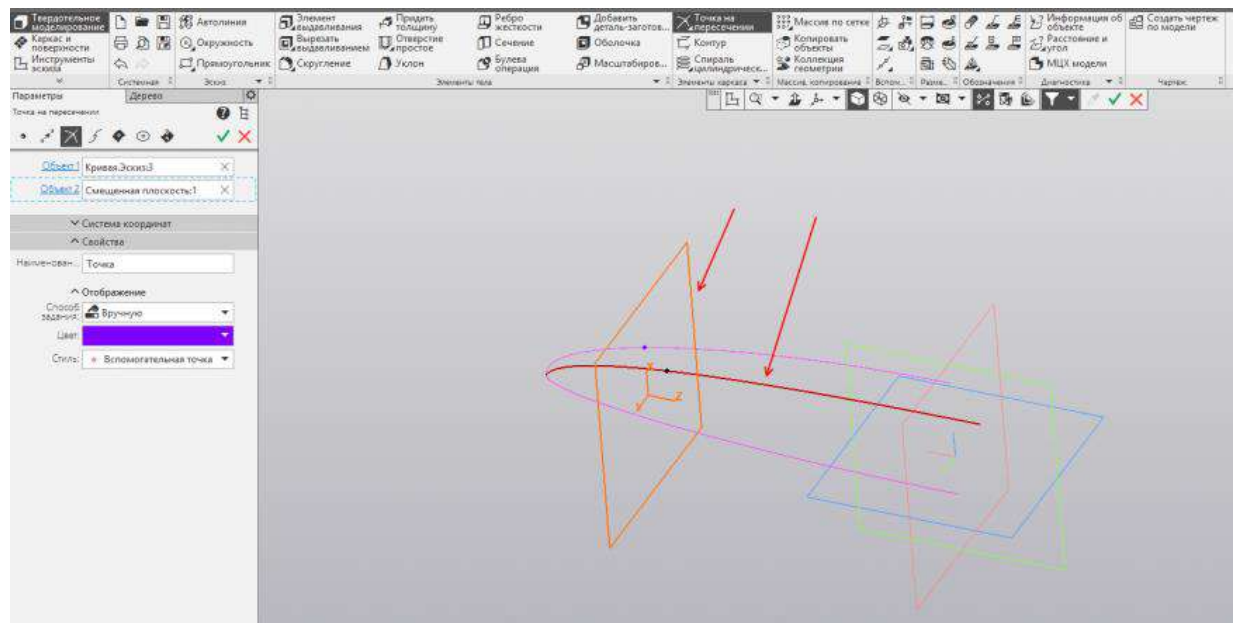 Твердотельное моделирование
Каркас и поверхности
Инструменты эскиза
Системная
Автолиния
Окружность
Прямоугольник
Эскиз
Элемент выдавливания
Вырезать выдавливанием
Скругление
Придать толщину
Отверстие простое
Уклон
Ребро жесткости
Сечение
Булева операция
Добавить деталь-заготов...
Оболочка
Масштабиров...
Элементы тела
Точка на пересечении
Контур
Спираль цилиндрическ...
Элементы каркаса
Массив по сетке
Копировать объекты
Коллекция геометрии
Массив, копирование
Вспом...
Разме...
Обозначения
Информация об объекте
Расстояние и угол
МЦХ модели
Диагностика
Создать чертеж по модели
Чертеж
Параметры
Дерево
Точка на пересечении
Объект 1
Кривая.Эскиз:3
Объект 2
Смещенная плоскость:1
Система координат
Свойства
Наименован...
Точка
Отображение
Способ задания:
Вручную
Цвет:
Стиль:
Вспомогательная точка
X
Y
Z